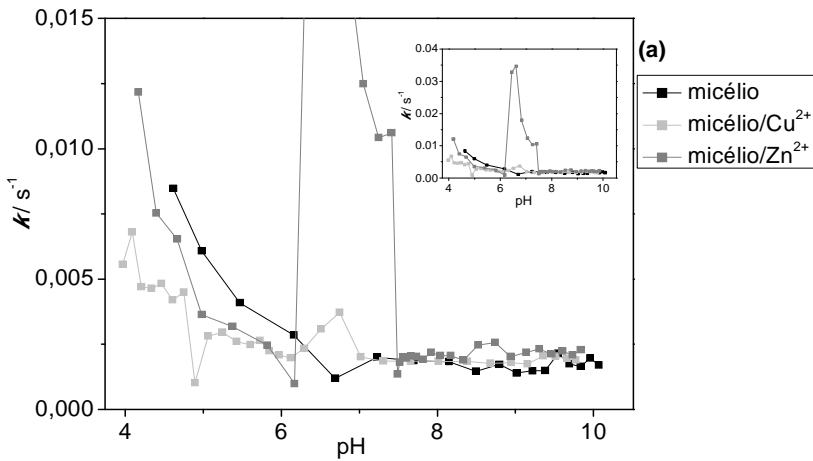 0,015
0,010
0,005
0,000
k/ s⁻¹
4
6
8
10
pH
0.04
0.03
0.02
0.01
0.00
k/ s⁻¹
4
5
6
7
8
9
10
pH
(a)
micélio
micélio/Cu²⁺
micélio/Zn²⁺